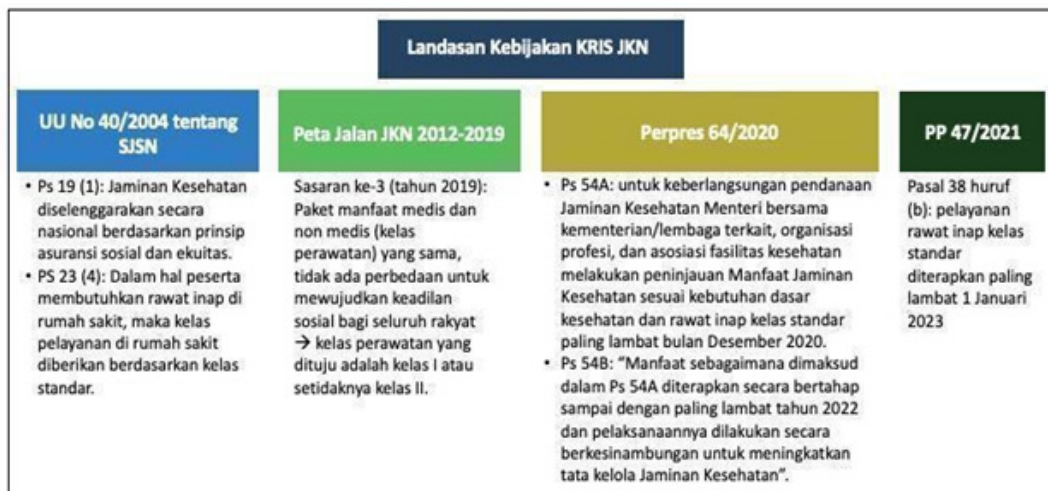 Landasan Kebijakan KRIS JKN
UU No 40/2004 tentang
SJSN
• Ps 19 (1): Jaminan Kesehatan
diselenggarakan secara
nasional berdasarkan prinsip
asuransi sosial dan ekuitas.
• PS 23 (4): Dalam hal peserta
membutuhkan rawat inap di
rumah sakit, maka kelas
pelayanan di rumah sakit
diberikan berdasarkan kelas
standar.
Peta Jalan JKN 2012-2019
Sasaran ke-3 (tahun 2019):
Paket manfaat medis dan
non medis (kelas
perawatan) yang sama,
tidak ada perbedaan untuk
mewujudkan keadilan
sosial bagi seluruh rakyat
→ kelas perawatan yang
dituju adalah kelas I atau
setidaknya kelas II.
Perpres 64/2020
• Ps 54A: untuk keberlangsungan pendanaan
Jaminan Kesehatan Menteri bersama
kementerian/lembaga terkait, organisasi
profesi, dan asosiasi fasilitas kesehatan
melakukan peninjauan Manfaat Jaminan
Kesehatan sesuai kebutuhan dasar
kesehatan dan rawat inap kelas standar
paling lambat bulan Desember 2020.
• Ps 54B: “Manfaat sebagaimana dimaksud
dalam Ps 54A diterapkan secara bertahap
sampai dengan paling lambat tahun 2022
dan pelaksanaannya dilakukan secara
berkesinambungan untuk meningkatkan
tata kelola Jaminan Kesehatan”.
PP 47/2021
Pasal 38 huruf
(b): pelayanan
rawat inap kelas
standar
diterapkan paling
lambat 1 Januari
2023